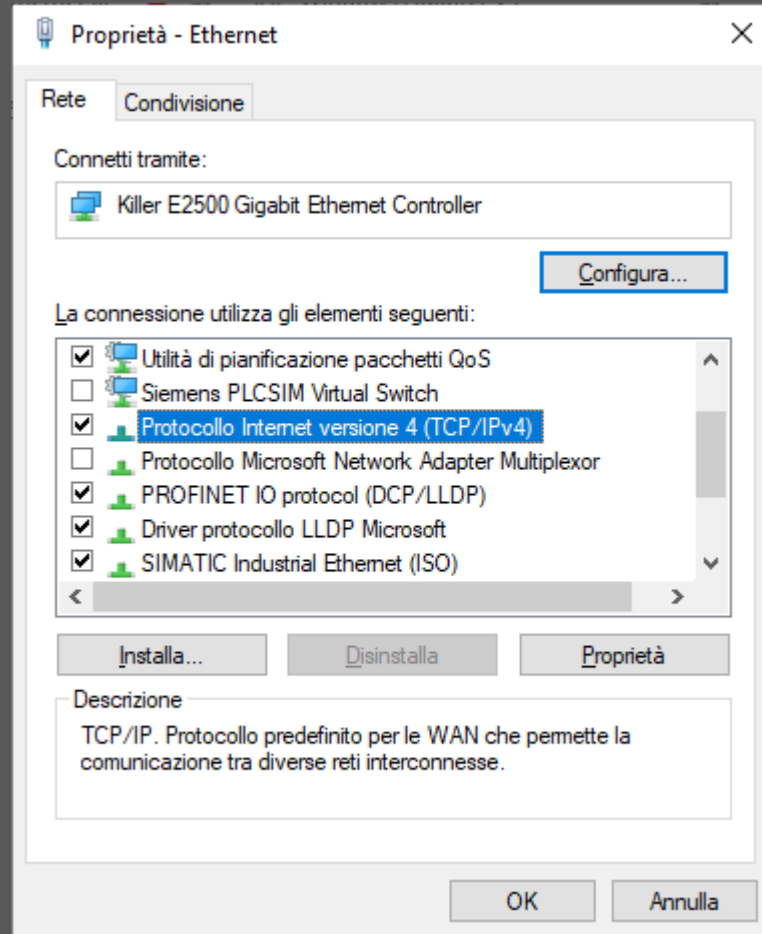 Proprietà - Ethernet
Rete
Condivisione
Connetti tramite:
Killer E2500 Gigabit Ethernet Controller
Configura...
La connessione utilizza gli elementi seguenti:
Utilità di pianificazione pacchetti QoS
Siemens PLCSIM Virtual Switch
Protocollo Internet versione 4 (TCP/IPv4)
Protocollo Microsoft Network Adapter Multiplexor
PROFINET IO protocol (DCP/LLDP)
Driver protocollo LLDP Microsoft
SIMATIC Industrial Ethernet (ISO)
Installa...
Disinstalla
Proprietà
Descrizione
TCP/IP. Protocollo predefinito per le WAN che permette la
comunicazione tra diverse reti interconnesse.
OK
Annulla